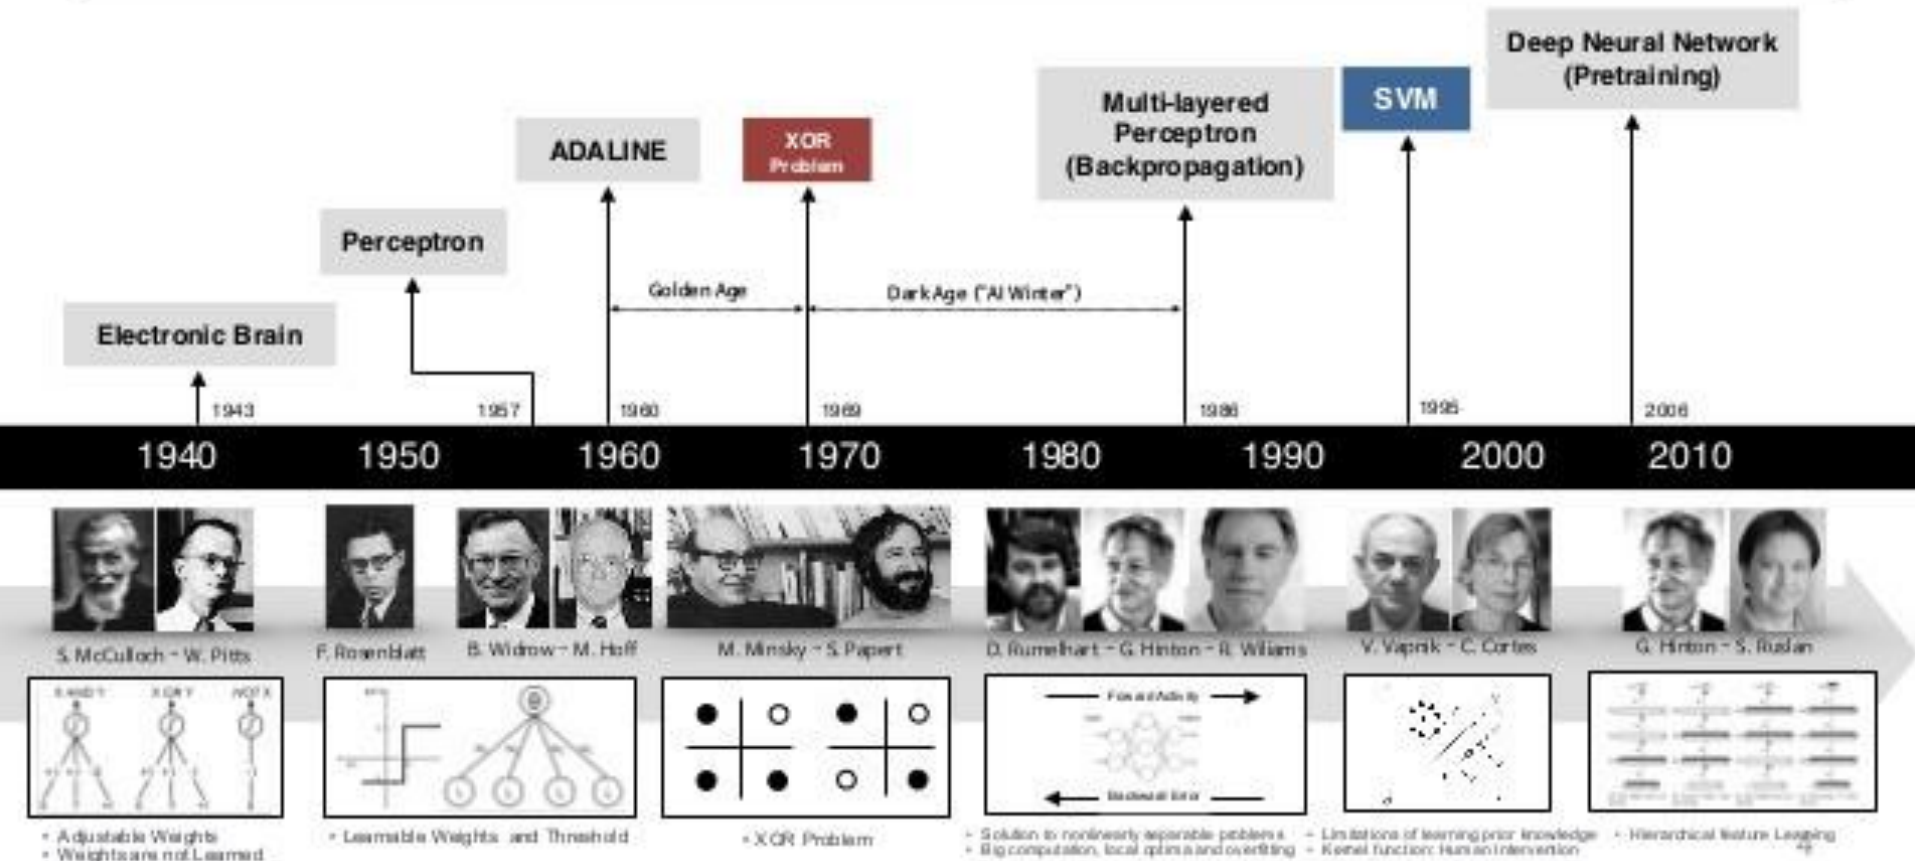 Deep Neural Network
(Pretraining)
Multi-layered
Perceptron
(Backpropagation)
SVM
ADALINE
XOR
Problem
Perceptron
Golden Age
Dark Age ("AI Winter")
Electronic Brain
1943
1957
1960
1969
1986
1995
2006
1940
1950
1960
1970
1980
1990
2000
2010
S. McCulloch - W. Pitts
F. Rosenblatt
B. Widrow - M. Hoff
M. Minsky - S. Papert
D. Rumelhart - G. Hinton - R. Wiliams
V. Vapnik - C. Cortes
G. Hinton - S. Ruslan
X AND Y
X OR Y
NOT X
Foward Activity
Backward Error
• Adjustable Weights
• Weights are not Learned
• Learnable Weights and Threshold
• XOR Problem
• Solution to nonlinearly separable problems
• Big computation, local optima and overfitting
• Limitations of learning prior knowledge
• Kernel function: Human Intervention
• Hierarchical feature Learning